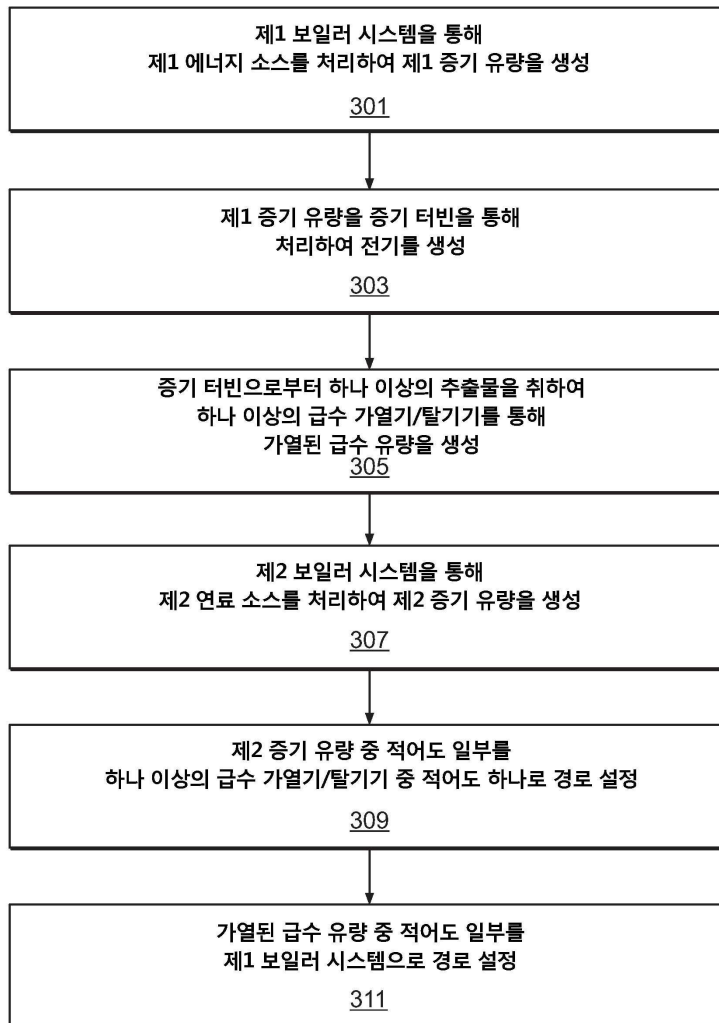 제1 보일러 시스템을 통해
제1 에너지 소스를 처리하여 제1 증기 유량을 생성
301
제1 증기 유량을 증기 터빈을 통해
처리하여 전기를 생성
303
증기 터빈으로부터 하나 이상의 추출물을 취하여
하나 이상의 급수 가열기/탈기기를 통해
가열된 급수 유량을 생성
305
제2 보일러 시스템을 통해
제2 연료 소스를 처리하여 제2 증기 유량을 생성
307
제2 증기 유량 중 적어도 일부를
하나 이상의 급수 가열기/탈기기 중 적어도 하나로 경로 설정
309
가열된 급수 유량 중 적어도 일부를
제1 보일러 시스템으로 경로 설정
311